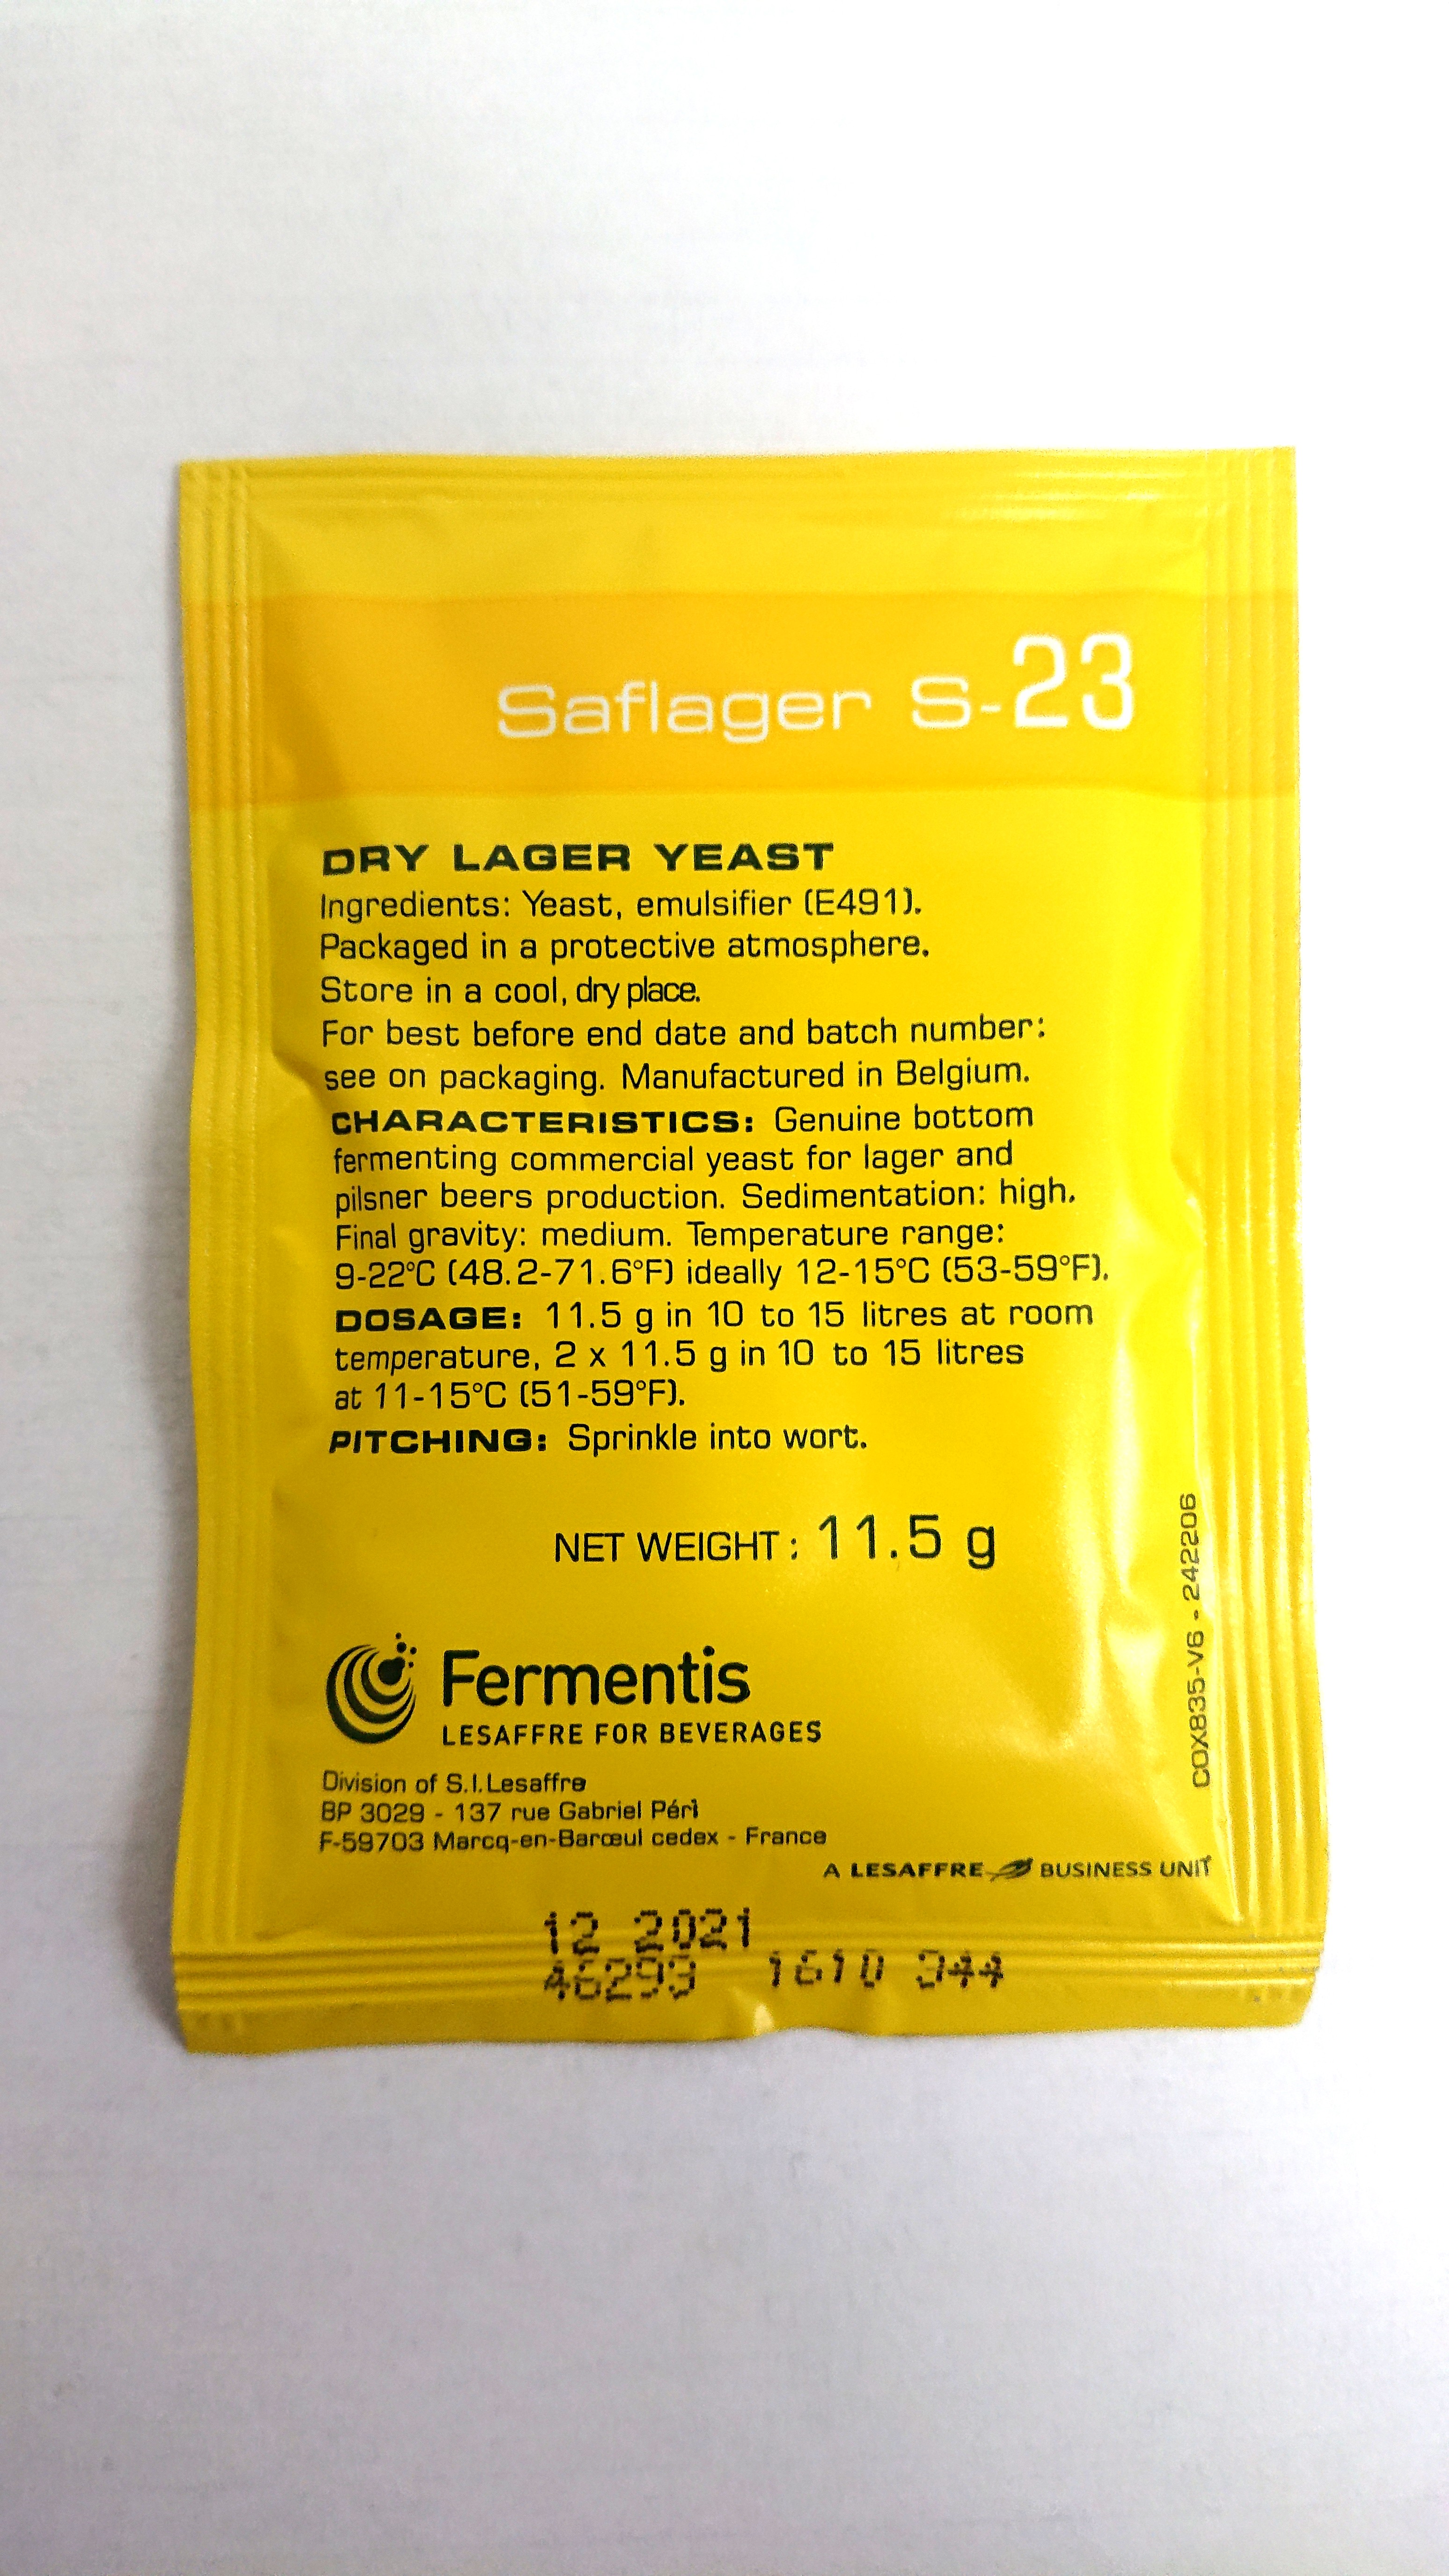 Saflager S-23
DRY LAGER YEAST
Ingredients: Yeast, emulsifier (E491).
Packaged in a protective atmosphere.
Store in a cool, dry place.
For best before end date and batch number:
see on packaging. Manufactured in Belgium.
CHARACTERISTICS: Genuine bottom
fermenting commercial yeast for lager and
pilsner beers production. Sedimentation: high.
Final gravity: medium. Temperature range:
9-22°C (48.2-71.6°F) ideally 12-15°C (53-59°F).
DOSAGE: 11.5 g in 10 to 15 litres at room
temperature, 2 x 11.5 g in 10 to 15 litres
at 11-15°C (51-59°F).
PITCHING: Sprinkle into wort.
NET WEIGHT : 11.5 g
COX835-V6 - 242206
Fermentis
LESAFFRE FOR BEVERAGES
Division of S.I.Lesaffre
BP 3029 - 137 rue Gabriel Péri
F-59703 Marcq-en-Barœul cedex - France
A LESAFFRE BUSINESS UNIT
12 2021
46293 1610 344